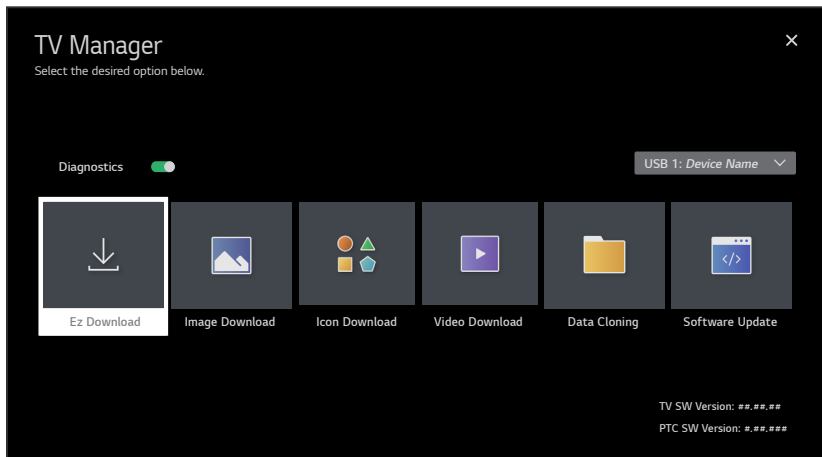 TV Manager
Select the desired option below.
Diagnostics
USB 1: Device Name
Ez Download
Image Download
Icon Download
Video Download
Data Cloning
Software Update
TV SW Version: ##.##.##
PTC SW Version: #.##.###